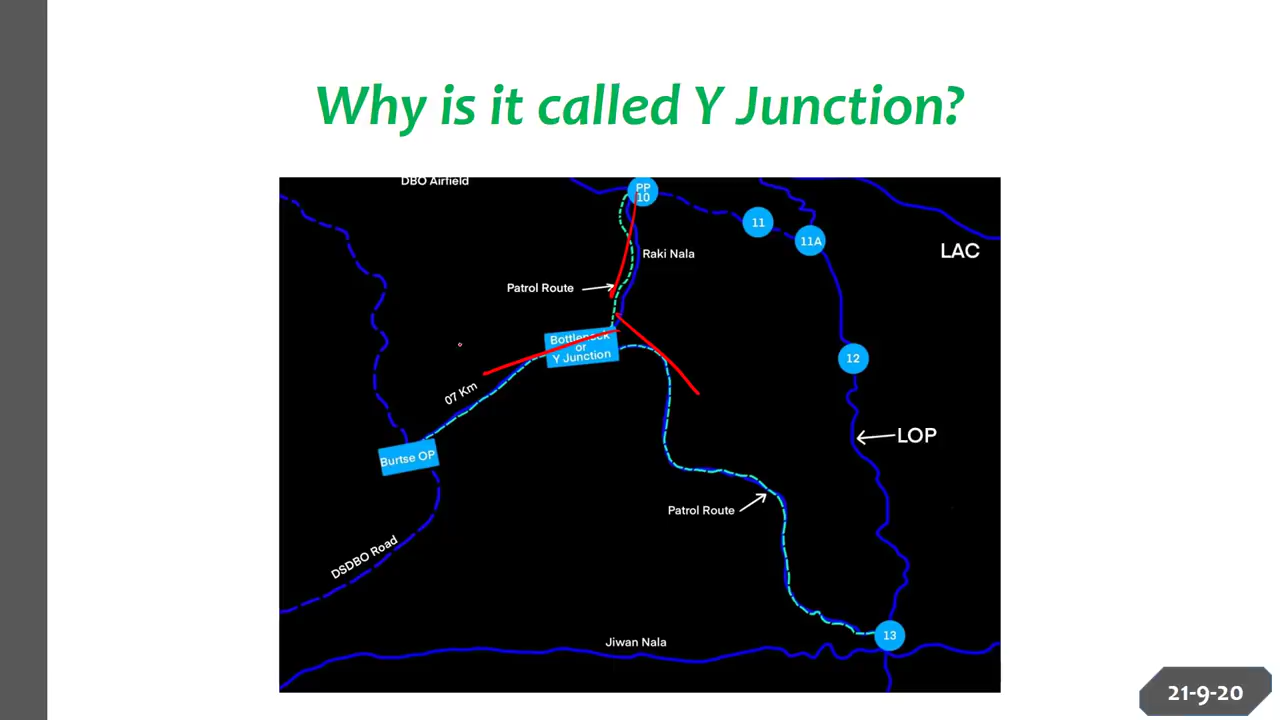 Why is it called Y Junction?
DBO Airfield
PP
10
11
11A
LAC
Raki Nala
Patrol Route
Bottleneck
or
Y Junction
12
07 Km
LOP
Burtse OP
Patrol Route
DSDBO Road
13
Jiwan Nala
21-9-20